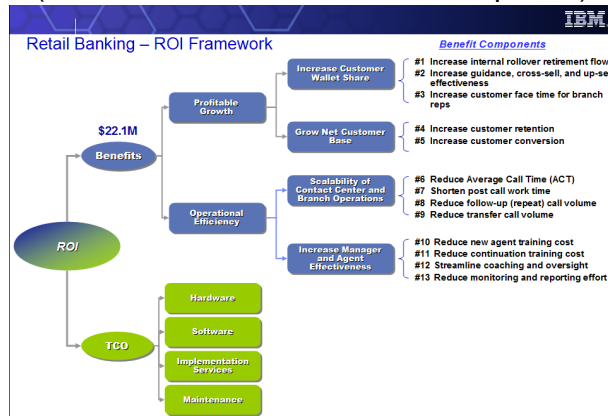 IBM
Retail Banking – ROI Framework
Benefit Components
Increase Customer
Wallet Share
#1 Increase internal rollover retirement flow
#2 Increase guidance, cross-sell, and up-se
effectiveness
#3 Increase customer face time for branch
reps
Profitable
Growth
$22.1M
Benefits
Grow Net Customer
Base
#4 Increase customer retention
#5 Increase customer conversion
Scalability of
Contact Center and
Branch Operations
#6 Reduce Average Call Time (ACT)
#7 Shorten post call work time
#8 Reduce follow-up (repeat) call volume
#9 Reduce transfer call volume
Operational
Efficiency
ROI
Increase Manager
and Agent
Effectiveness
#10 Reduce new agent training cost
#11 Reduce continuation training cost
#12 Streamline coaching and oversight
#13 Reduce monitoring and reporting effort
Hardware
Software
TCO
Implementation
Services
Maintenance